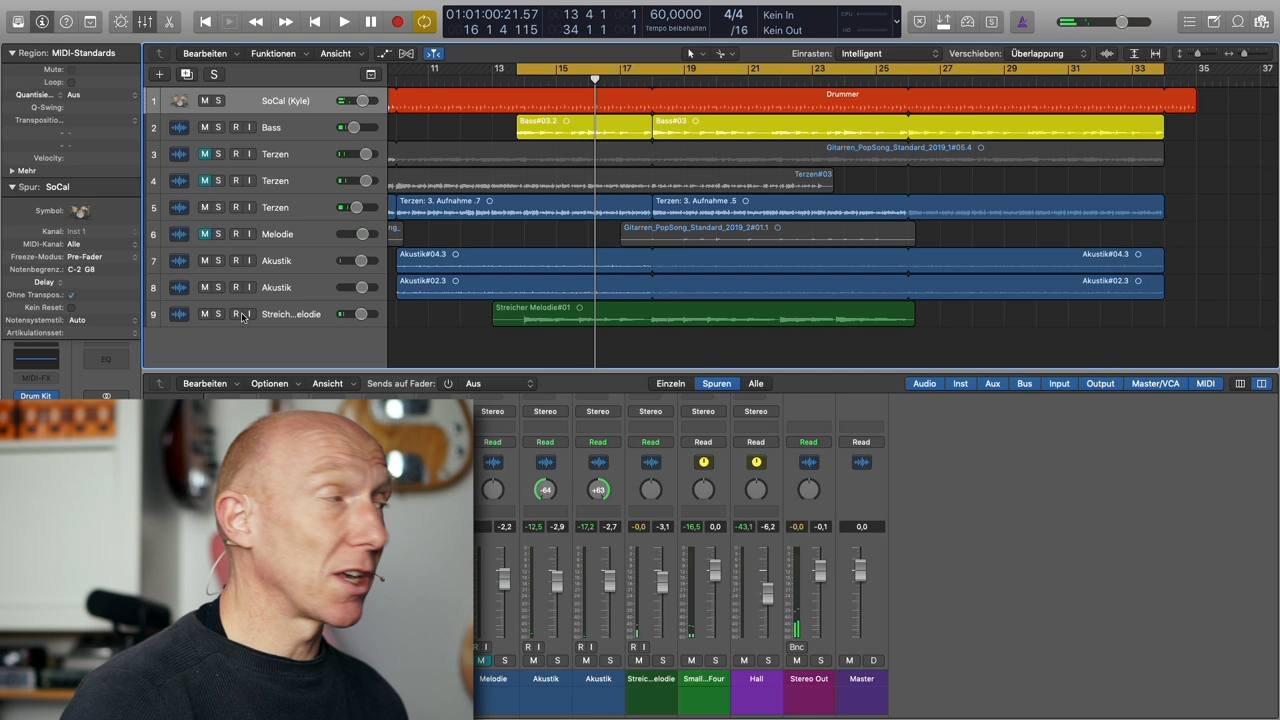 01:01:00:21.57
13 4 1 1
60,0000
4/4
Kein In
CPU
16 1 4 115
34 1 1 1
Tempo beibehalten
/16
Kein Out
Region: MIDI-Standards
Bearbeiten
Funktionen
Ansicht
Einrasten: Intelligent
Verschieben: Überlappung
Mute:
Loop:
Quantisie... Aus
Q-Swing:
Transpositio...
Velocity:
Mehr
Spur: SoCal
Symbol:
Kanal: Inst 1
MIDI-Kanal: Alle
Freeze-Modus: Pre-Fader
Notenbegrenz.: C-2 G8
Delay
Ohne Transpos.:
Kein Reset:
Notensystemstil: Auto
Artikulationsset:
EQ
MIDI-FX
Drum Kit
S
11 13 15 17 19 21 23 25 27 29 31 33 35 37
1 M S SoCal (Kyle)
Drummer
2 M S R I Bass
Bass#03.2
Bass#03
3 M S R I Terzen
Gitarren_PopSong_Standard_2019_1#05.4
4 M S R I Terzen
Terzen#03
5 M S R I Terzen
Terzen: 3. Aufnahme .7
Terzen: 3. Aufnahme .5
6 M S R I Melodie
ng_
Gitarren_PopSong_Standard_2019_2#01.1
7 M S R I Akustik
Akustik#04.3
Akustik#04.3
8 M S R I Akustik
Akustik#02.3
Akustik#02.3
9 M S R I Streich...elodie
Streicher Melodie#01
Bearbeiten
Optionen
Ansicht
Sends auf Fader:
Aus
Einzeln
Spuren
Alle
Audio
Inst
Aux
Bus
Input
Output
Master/VCA
MIDI
Stereo Stereo Stereo Stereo Stereo Stereo
Read Read Read Read Read Read Read Read
-64 +63
-2,2 -12,5 -2,9 -17,2 -2,7 -0,0 -3,1 -16,5 0,0 -43,1 -6,2 -0,0 -0,1 0,0
I R I R I R I Bnc
M S M S M S M S M S M S M S M D
Melodie Akustik Akustik Streic...elodie Small...Four Hall Stereo Out Master